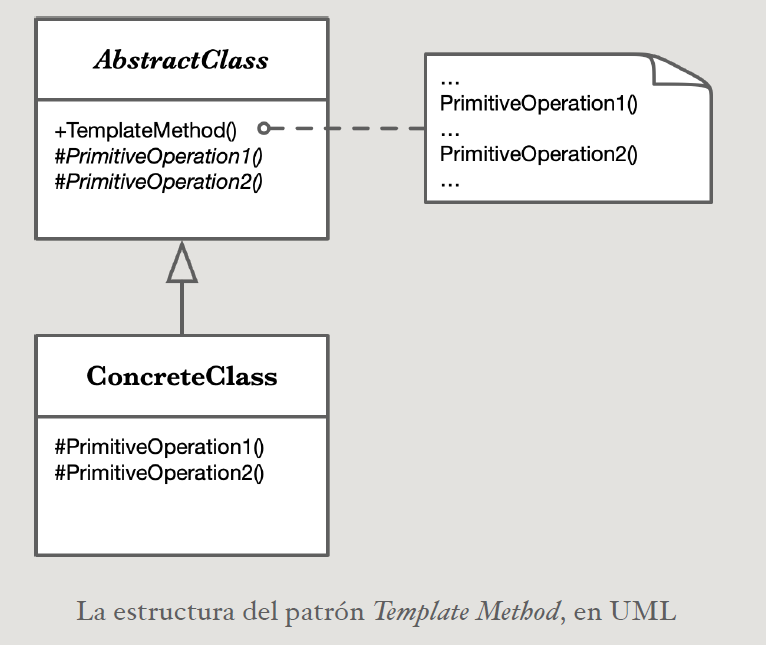 AbstractClass
+TemplateMethod()
#PrimitiveOperation1()
#PrimitiveOperation2()
...
PrimitiveOperation1()
...
PrimitiveOperation2()
...
ConcreteClass
#PrimitiveOperation1()
#PrimitiveOperation2()
La estructura del patrón Template Method, en UML